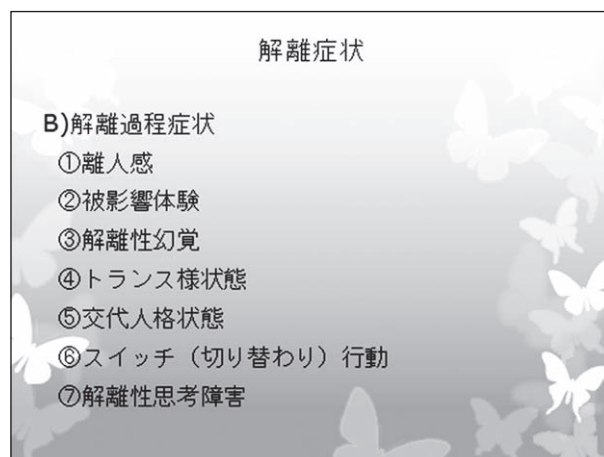 解離症状
B)解離過程症状
①離人感
②被影響体験
③解離性幻覚
④トランス様状態
⑤交代人格状態
⑥スイッチ（切り替わり）行動
⑦解離性思考障害